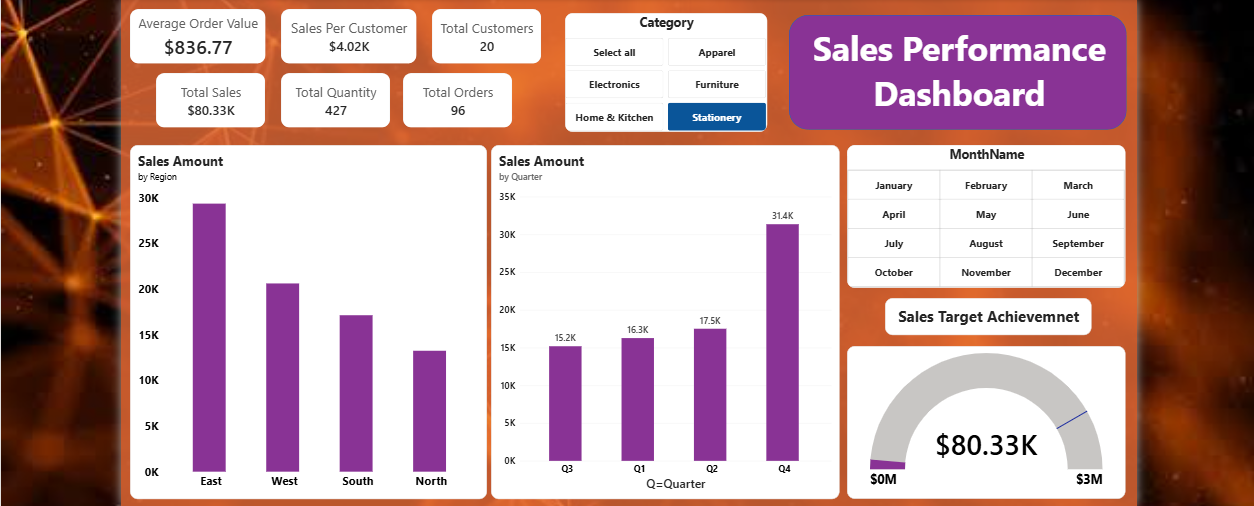 Average Order Value
$836.77
Sales Per Customer
$4.02K
Total Customers
20
Total Sales
$80.33K
Total Quantity
427
Total Orders
96
Category
Select all
Apparel
Electronics
Furniture
Home & Kitchen
Stationery
Sales Performance
Dashboard
Sales Amount
by Region
30K
25K
20K
15K
10K
5K
0K
East West South North
Sales Amount
by Quarter
35K
30K
25K
20K
15K
10K
5K
0K
15.2K
16.3K
17.5K
31.4K
Q3 Q1 Q2 Q4
Q=Quarter
MonthName
January February March
April May June
July August September
October November December
Sales Target Achievemnet
$80.33K
$0M $3M